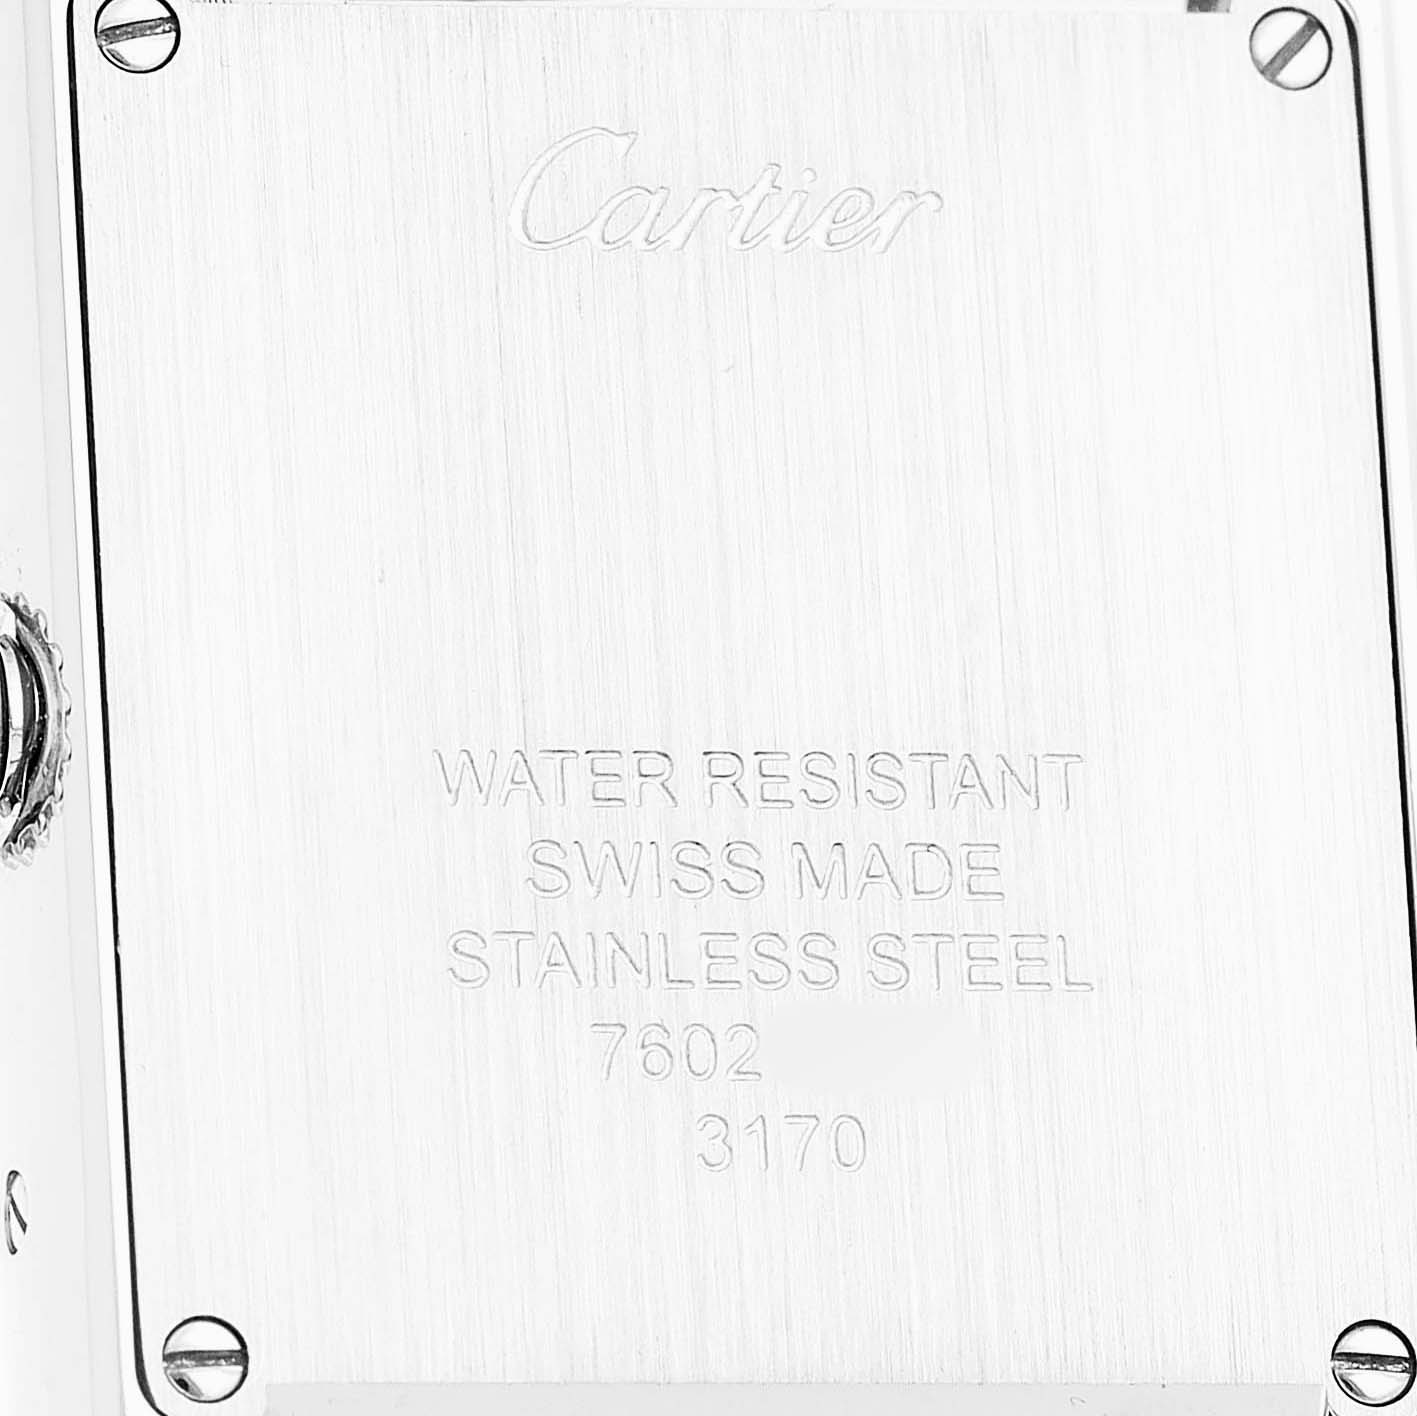 Cartier
WATER RESISTANT
SWISS MADE
STAINLESS STEEL
7602
3170